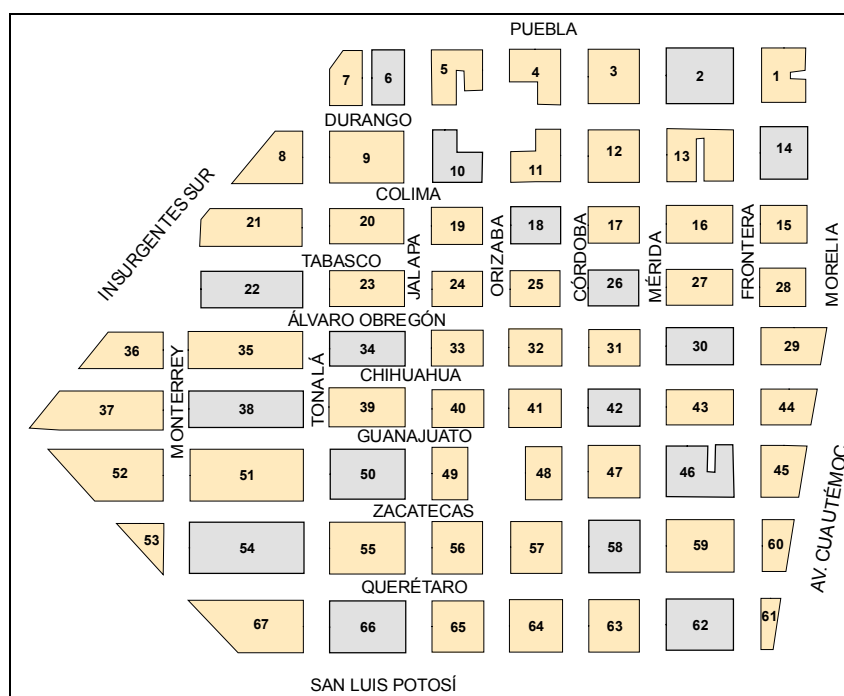 PUEBLA
7 6 5 4 3 2 1
DURANGO
8 9 10 11 12 13 14
COLIMA
INSURGENTES SUR
21 20 19 18 17 16 15
JALAPA
ORIZABA
CÓRDOBA
MÉRIDA
FRONTERA
MORELIA
TABASCO
22 23 24 25 26 27 28
ÁLVARO OBREGÓN
36 35 34 33 32 31 30 29
MONTERREY
TONALÁ
CHIHUAHUA
37 38 39 40 41 42 43 44
GUANAJUATO
52 51 50 49 48 47 46 45
AV. CUAUTÉMOC
ZACATECAS
53 54 55 56 57 58 59 60
QUERÉTARO
67 66 65 64 63 62 61
SAN LUIS POTOSÍ